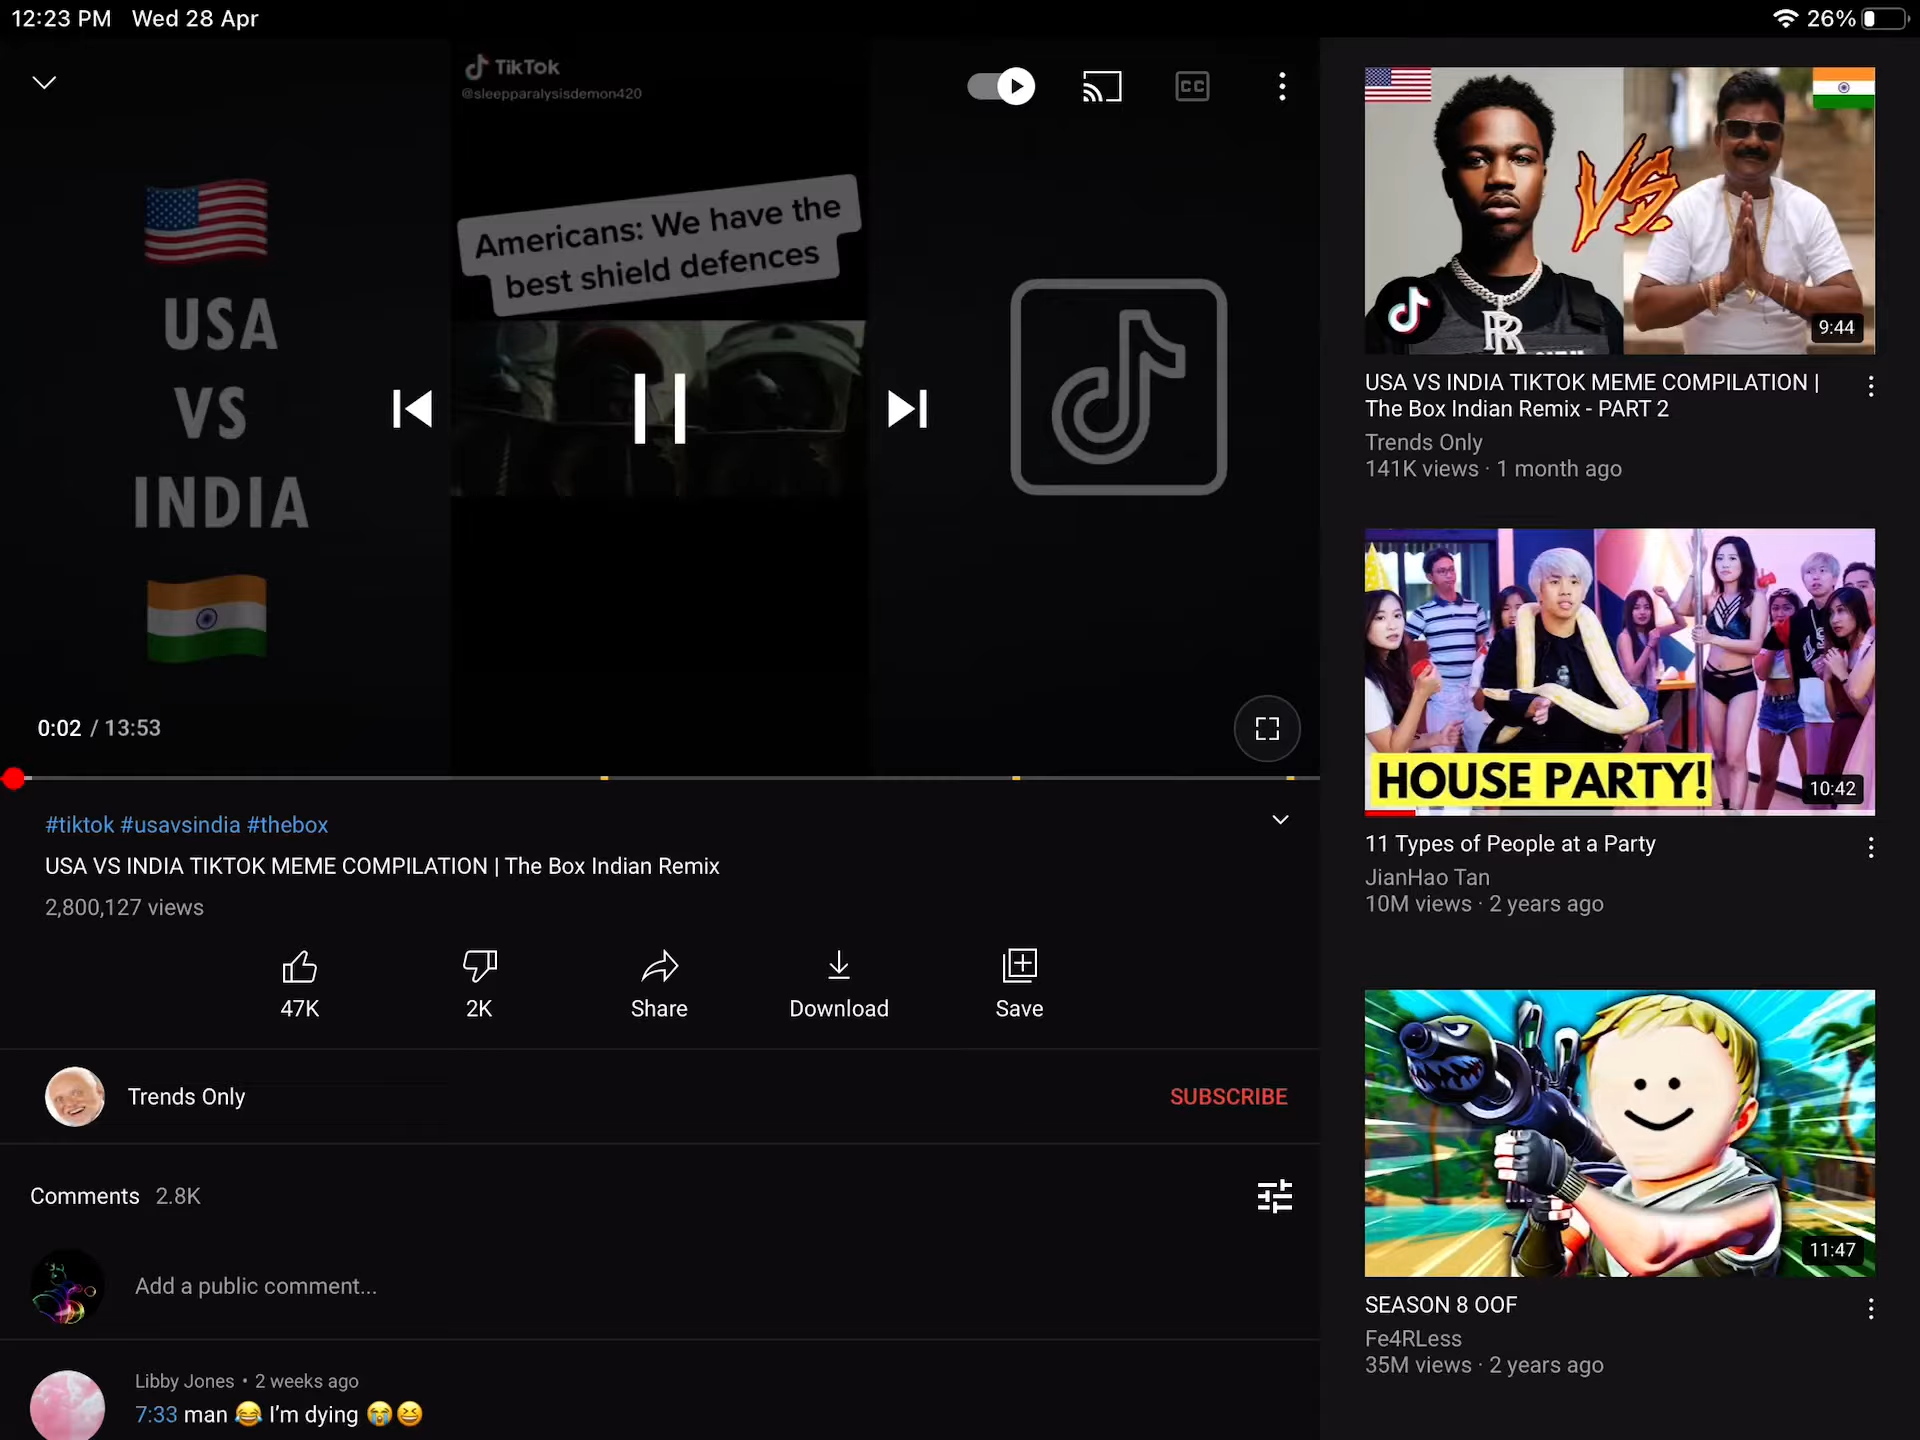 12:23 PM Wed 28 Apr
26%
TikTok
@sleepparalysisdemon420
CC
Americans: We have the
best shield defences
USA
VS
INDIA
0:02 / 13:53
#tiktok #usavsindia #thebox
USA VS INDIA TIKTOK MEME COMPILATION | The Box Indian Remix
2,800,127 views
47K
2K
Share
Download
Save
Trends Only
SUBSCRIBE
Comments 2.8K
Add a public comment...
Libby Jones • 2 weeks ago
7:33 man 😂 I'm dying 😭😆
VS.
9:44
USA VS INDIA TIKTOK MEME COMPILATION |
The Box Indian Remix - PART 2
Trends Only
141K views · 1 month ago
HOUSE PARTY!
10:42
11 Types of People at a Party
JianHao Tan
10M views · 2 years ago
11:47
SEASON 8 OOF
Fe4RLess
35M views · 2 years ago